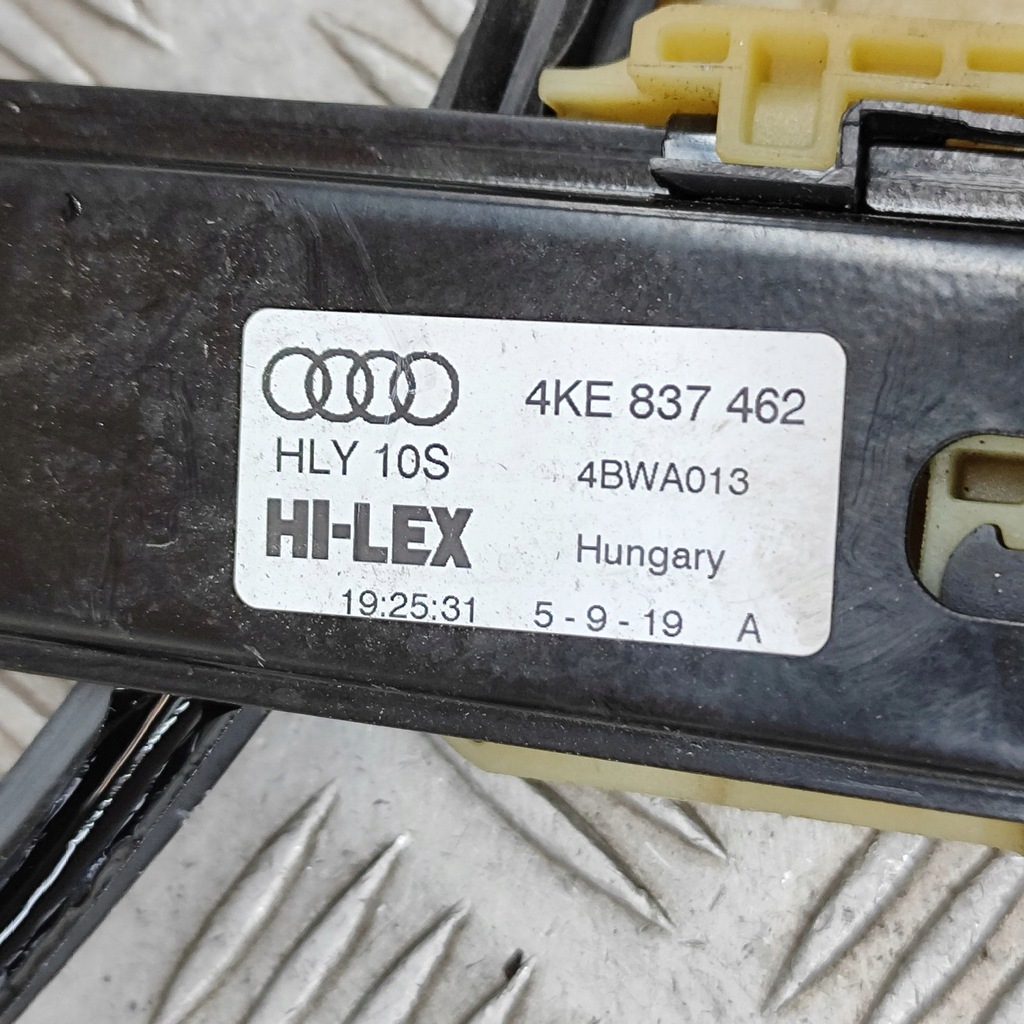 4KE 837 462
HLY 10S
4BWA013
HI-LEX
Hungary
19:25:31 5-9-19 A